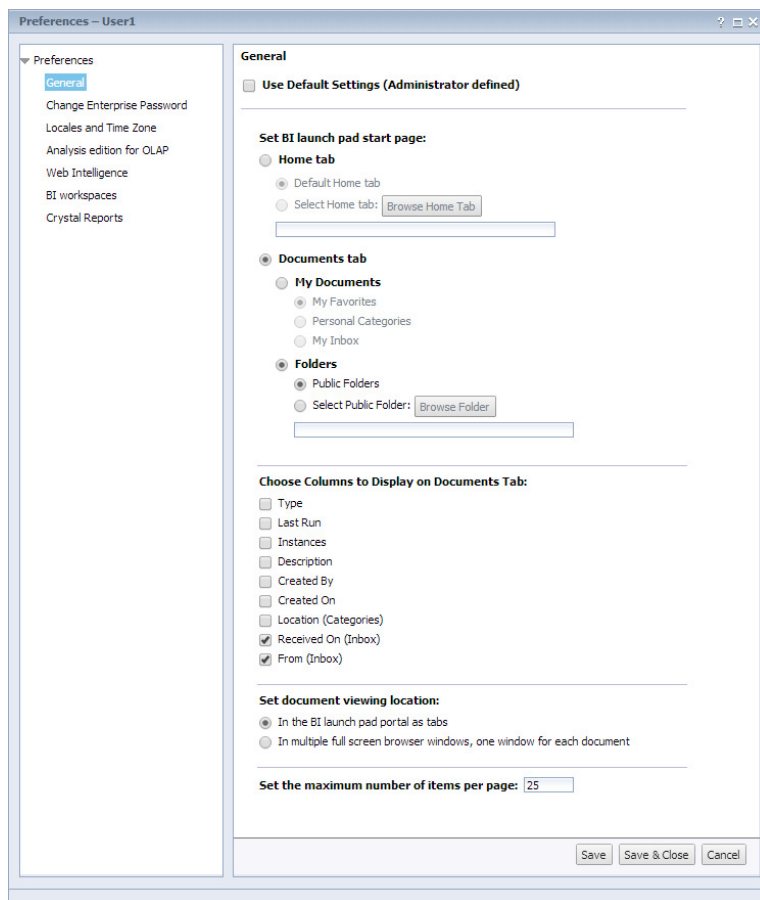 Preferences – User1
Preferences
General
Change Enterprise Password
Locales and Time Zone
Analysis edition for OLAP
Web Intelligence
BI workspaces
Crystal Reports
General
Use Default Settings (Administrator defined)
Set BI launch pad start page:
Home tab
Default Home tab
Select Home tab: Browse Home Tab
Documents tab
My Documents
My Favorites
Personal Categories
My Inbox
Folders
Public Folders
Select Public Folder: Browse Folder
Choose Columns to Display on Documents Tab:
Type
Last Run
Instances
Description
Created By
Created On
Location (Categories)
Received On (Inbox)
From (Inbox)
Set document viewing location:
In the BI launch pad portal as tabs
In multiple full screen browser windows, one window for each document
Set the maximum number of items per page: 25
Save Save & Close Cancel